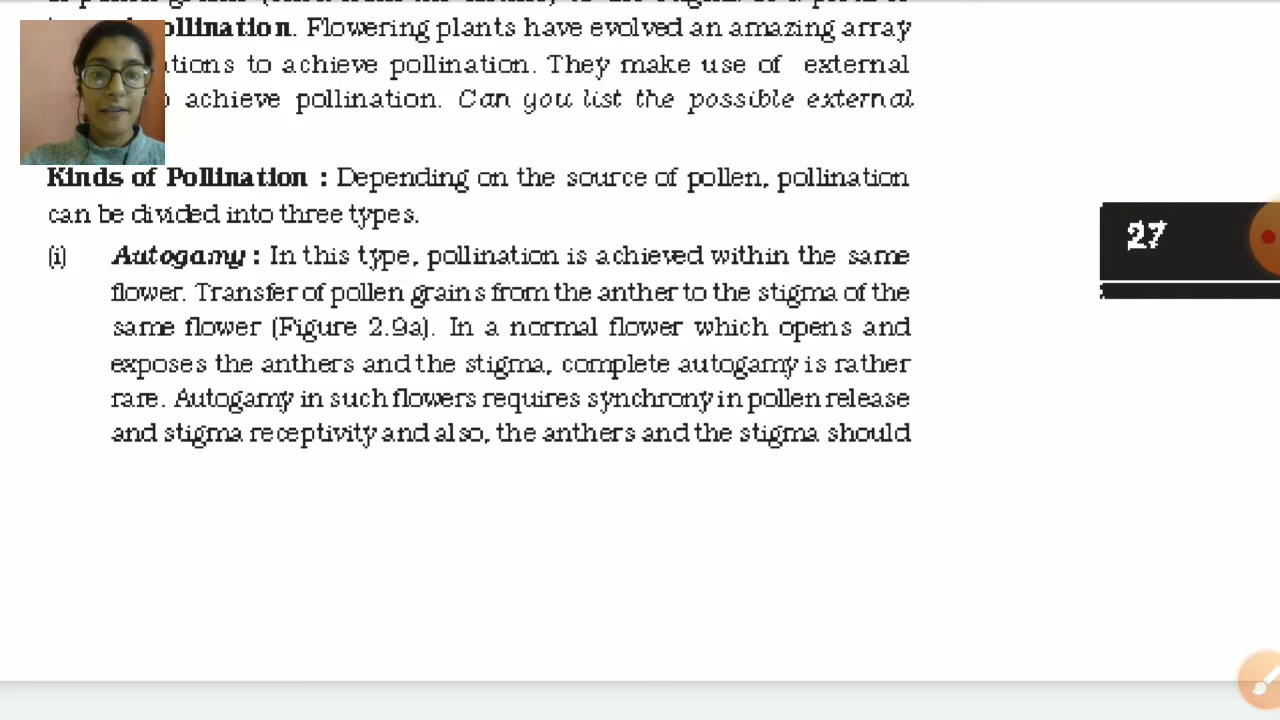 ollination. Flowering plants have evolved an amazing array
tions to achieve pollination. They make use of external
achieve pollination. Can you list the possible external
Kinds of Pollination : Depending on the source of pollen, pollination
can be divided into three types.
(i) Autogamy : In this type, pollination is achieved within the same
flower. Transfer of pollen grains from the anther to the stigma of the
same flower (Figure 2.9a). In a normal flower which opens and
exposes the anthers and the stigma, complete autogamy is rather
rare. Autogamy in such flowers requires synchrony in pollen release
and stigma receptivity and also, the anthers and the stigma should
27